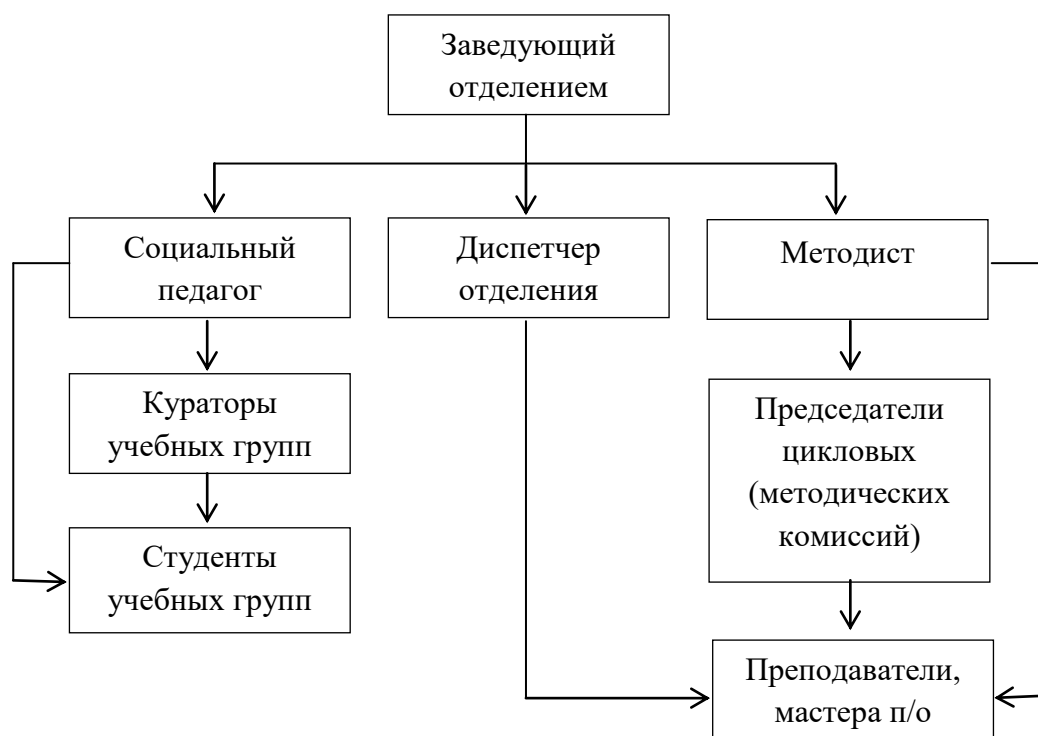 Заведующий
отделением
Социальный
педагог
Диспетчер
отделения
Методист
Кураторы
учебных групп
Председатели
цикловых
(методических
комиссий)
Студенты
учебных групп
Преподаватели,
мастера п/о